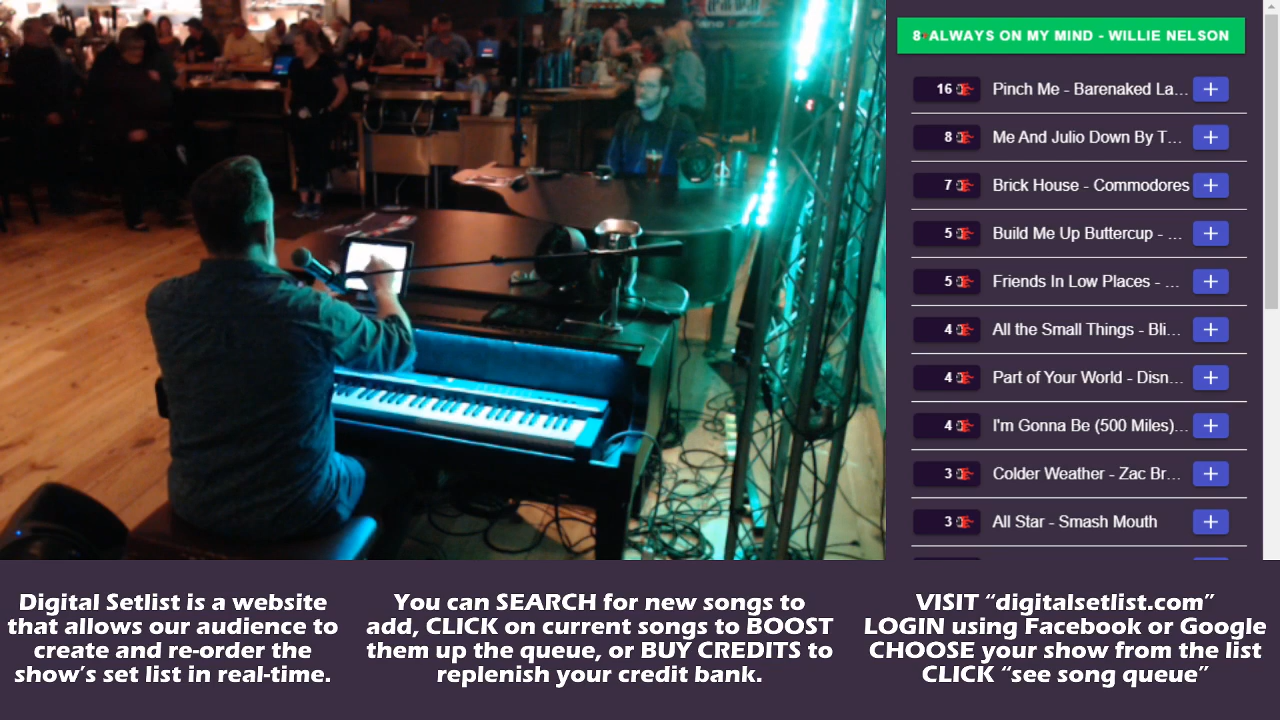 8 ALWAYS ON MY MIND - WILLIE NELSON
16 Pinch Me - Barenaked La...
8 Me And Julio Down By T...
7 Brick House - Commodores
5 Build Me Up Buttercup - ...
5 Friends In Low Places - ...
4 All the Small Things - Bli...
4 Part of Your World - Disn...
4 I'm Gonna Be (500 Miles)...
3 Colder Weather - Zac Br...
3 All Star - Smash Mouth
Digital Setlist is a website
that allows our audience to
create and re-order the
show's set list in real-time.
You can SEARCH for new songs to
add, CLICK on current songs to BOOST
them up the queue, or BUY CREDITS to
replenish your credit bank.
VISIT “digitalsetlist.com”
LOGIN using Facebook or Google
CHOOSE your show from the list
CLICK “see song queue”